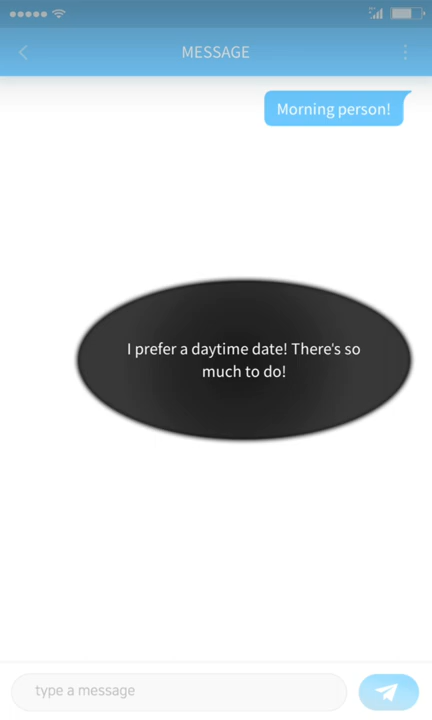 MESSAGE
Morning person!
I prefer a daytime date! There's so
much to do!
type a message